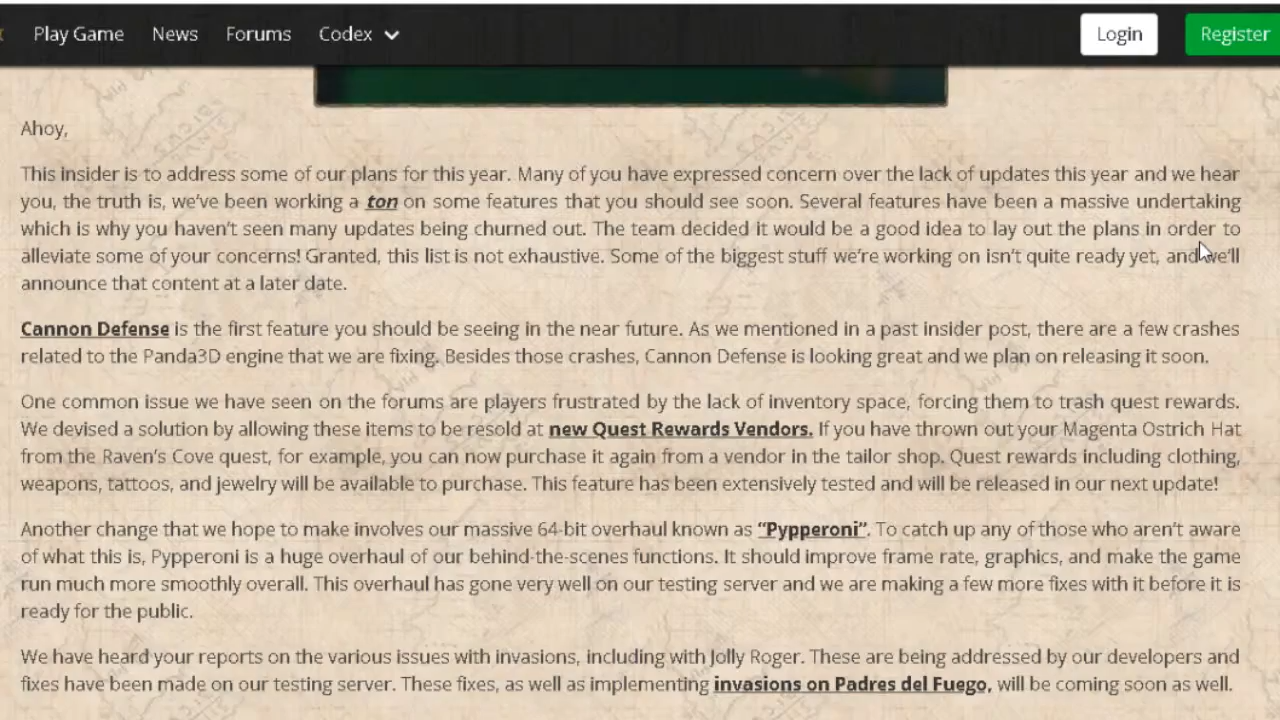 Play Game News Forums Codex Login Register
Ahoy,
This insider is to address some of our plans for this year. Many of you have expressed concern over the lack of updates this year and we hear
you, the truth is, we've been working a ton on some features that you should see soon. Several features have been a massive undertaking
which is why you haven't seen many updates being churned out. The team decided it would be a good idea to lay out the plans in order to
alleviate some of your concerns! Granted, this list is not exhaustive. Some of the biggest stuff we're working on isn't quite ready yet, and we'll
announce that content at a later date.
Cannon Defense is the first feature you should be seeing in the near future. As we mentioned in a past insider post, there are a few crashes
related to the Panda3D engine that we are fixing. Besides those crashes, Cannon Defense is looking great and we plan on releasing it soon.
One common issue we have seen on the forums are players frustrated by the lack of inventory space, forcing them to trash quest rewards.
We devised a solution by allowing these items to be resold at new Quest Rewards Vendors. If you have thrown out your Magenta Ostrich Hat
from the Raven's Cove quest, for example, you can now purchase it again from a vendor in the tailor shop. Quest rewards including clothing,
weapons, tattoos, and jewelry will be available to purchase. This feature has been extensively tested and will be released in our next update!
Another change that we hope to make involves our massive 64-bit overhaul known as “Pypperoni”. To catch up any of those who aren't aware
of what this is, Pypperoni is a huge overhaul of our behind-the-scenes functions. It should improve frame rate, graphics, and make the game
run much more smoothly overall. This overhaul has gone very well on our testing server and we are making a few more fixes with it before it is
ready for the public.
We have heard your reports on the various issues with invasions, including with Jolly Roger. These are being addressed by our developers and
fixes have been made on our testing server. These fixes, as well as implementing invasions on Padres del Fuego, will be coming soon as well.